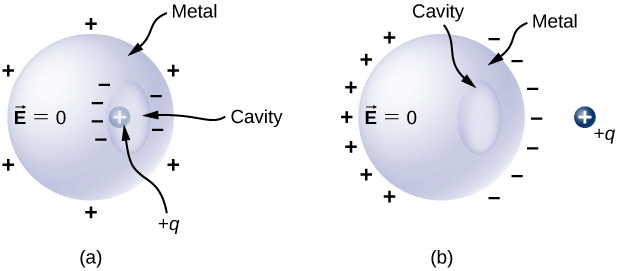 Metal
Cavity
+q
E⃗ = 0
(a)
Cavity
Metal
+q
E⃗ = 0
(b)